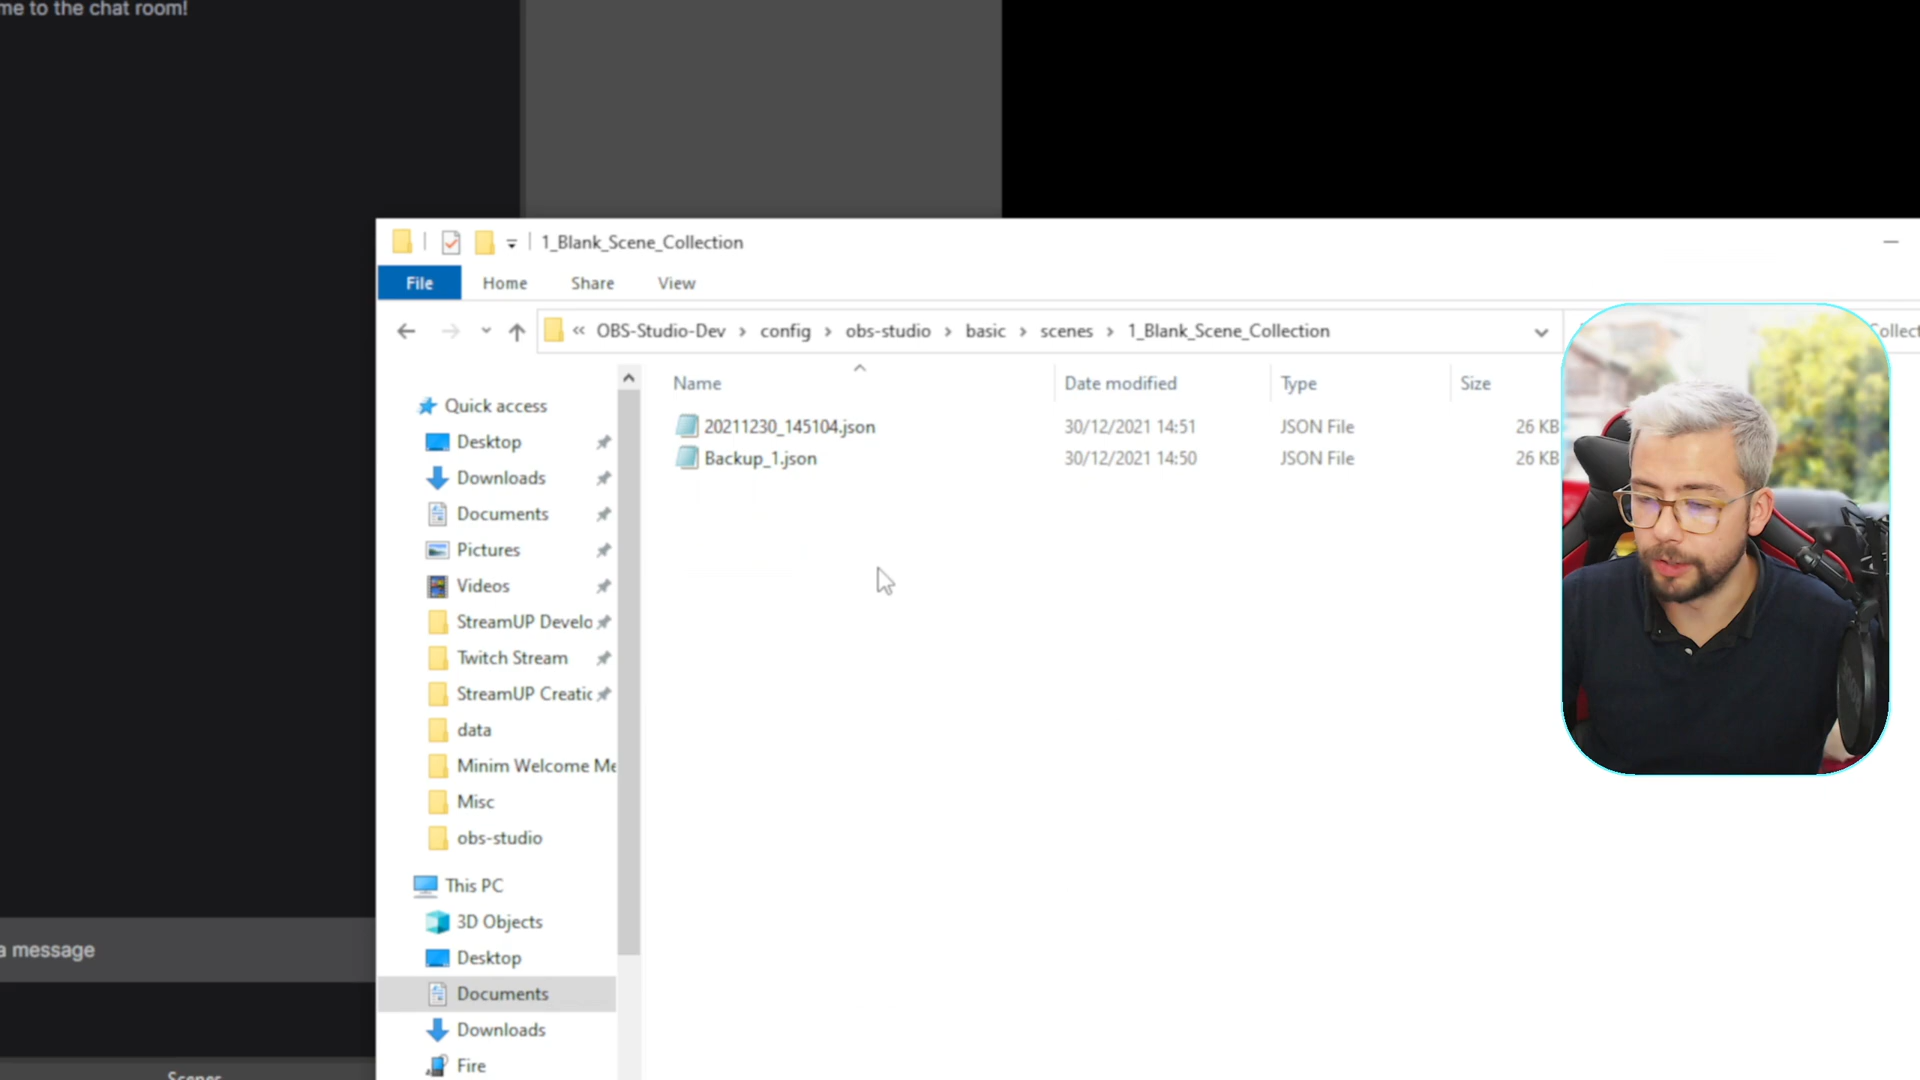 me to the chat room!
1_Blank_Scene_Collection
File Home Share View
« OBS-Studio-Dev › config › obs-studio › basic › scenes › 1_Blank_Scene_Collection
Collect
Name Date modified Type Size
20211230_145104.json 30/12/2021 14:51 JSON File 26 KB
Backup_1.json 30/12/2021 14:50 JSON File 26 KB
Quick access
Desktop
Downloads
Documents
Pictures
Videos
StreamUP Develo
Twitch Stream
StreamUP Creatic
data
Minim Welcome Me
Misc
obs-studio
This PC
3D Objects
Desktop
Documents
Downloads
Fire
a message
Scenes